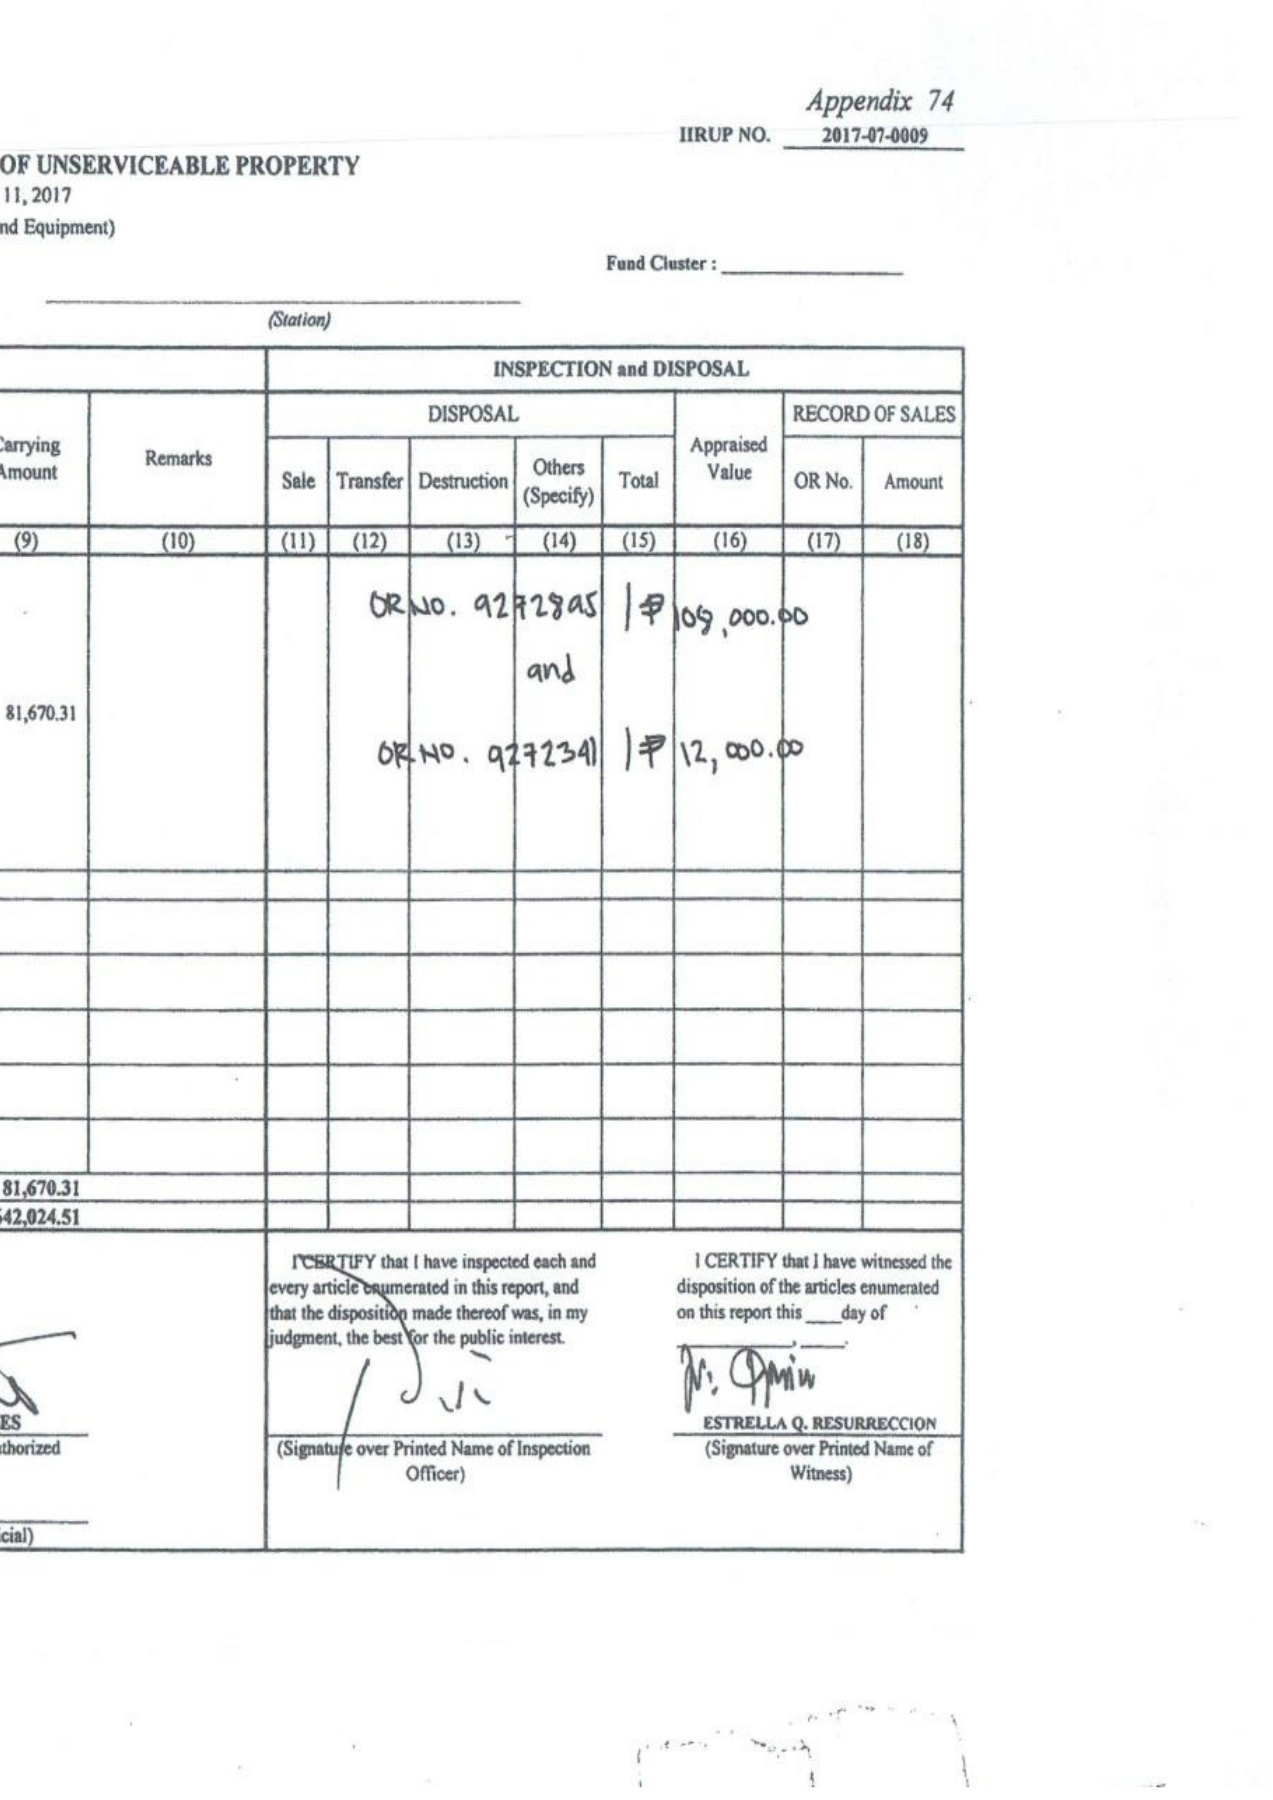 Appendix 74
IIRUP NO. 2017-07-0009
OF UNSERVICEABLE PROPERTY
11, 2017
nd Equipment)
Fund Cluster :
(Station)
INSPECTION and DISPOSAL
DISPOSAL
RECORD OF SALES
Carrying Amount
Remarks
Sale Transfer Destruction Others (Specify) Total Appraised Value OR No. Amount
(9) (10) (11) (12) (13) (14) (15) (16) (17) (18)
OR NO. 9272895 | ₱ 108,000.00
and
81,670.31
OR NO. 9272341 | ₱ 12,000.00
81,670.31
642,024.51
I CERTIFY that I have inspected each and
every article enumerated in this report, and
that the disposition made thereof was, in my
judgment, the best for the public interest.
I CERTIFY that I have witnessed the
disposition of the articles enumerated
on this report this ____day of
ES
thorized
(Signature over Printed Name of Inspection
Officer)
ESTRELLA Q. RESURRECCION
(Signature over Printed Name of
Witness)
cial)